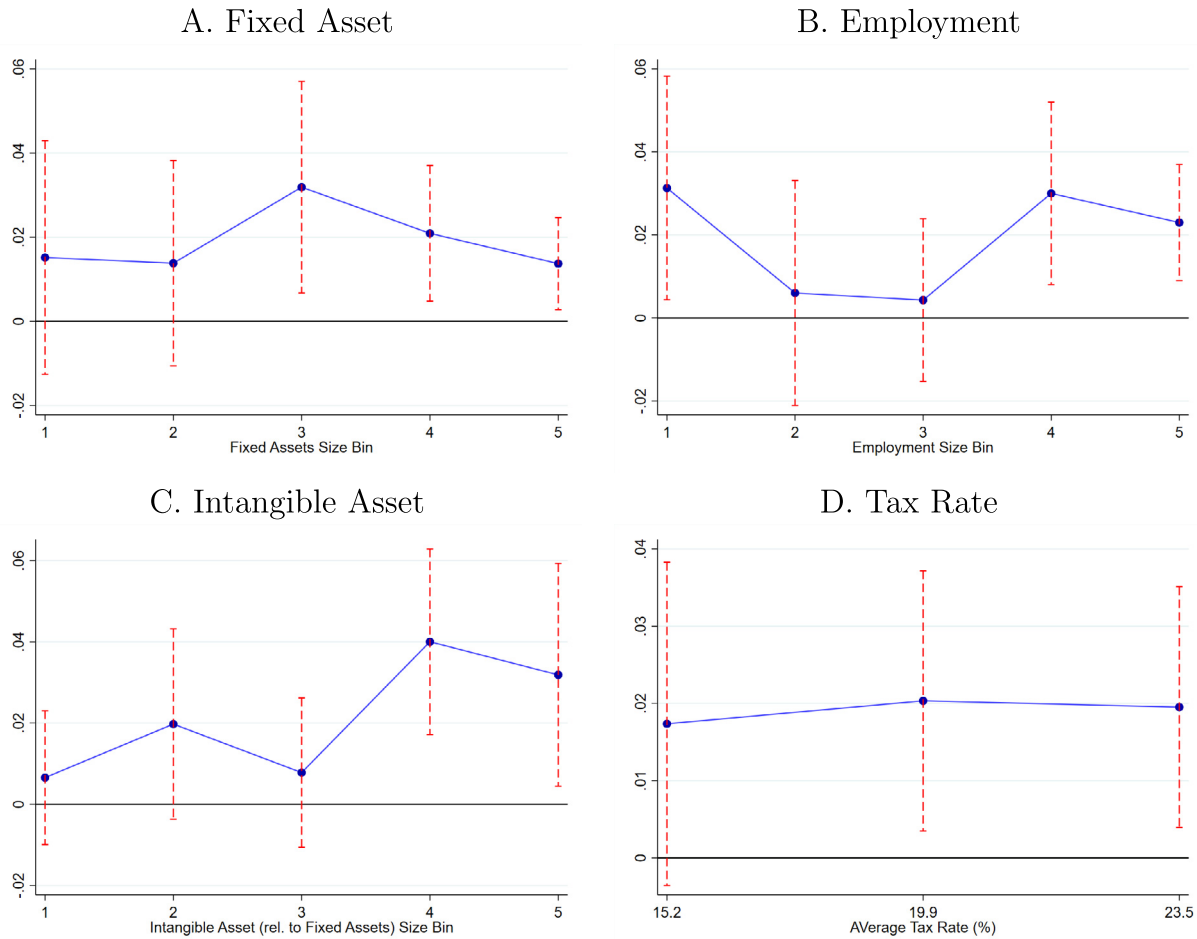 A. Fixed Asset
.06
.04
.02
0
-.02
1 2 3 4 5
Fixed Assets Size Bin
B. Employment
.06
.04
.02
0
-.02
1 2 3 4 5
Employment Size Bin
C. Intangible Asset
.06
.04
.02
0
-.02
1 2 3 4 5
Intangible Asset (rel. to Fixed Assets) Size Bin
D. Tax Rate
.04
.03
.02
.01
0
15.2 19.9 23.5
AVerage Tax Rate (%)